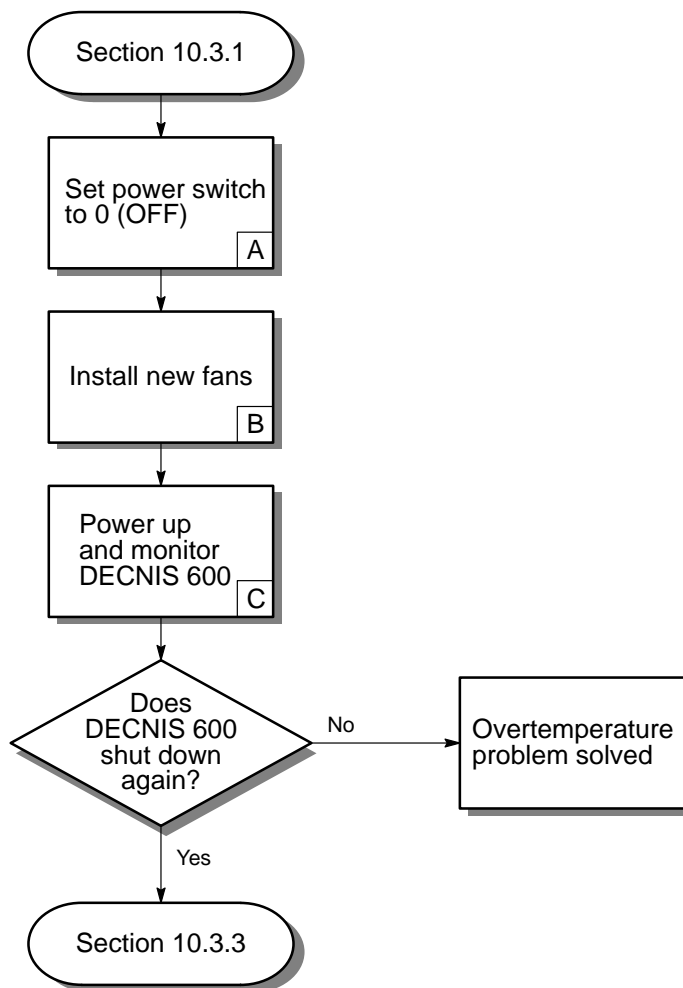 Section 10.3.1
Set power switch
to 0 (OFF)
A
Install new fans
B
Power up
and monitor
DECNIS 600
C
Does
DECNIS 600
shut down
again?
No
Overtemperature
problem solved
Yes
Section 10.3.3